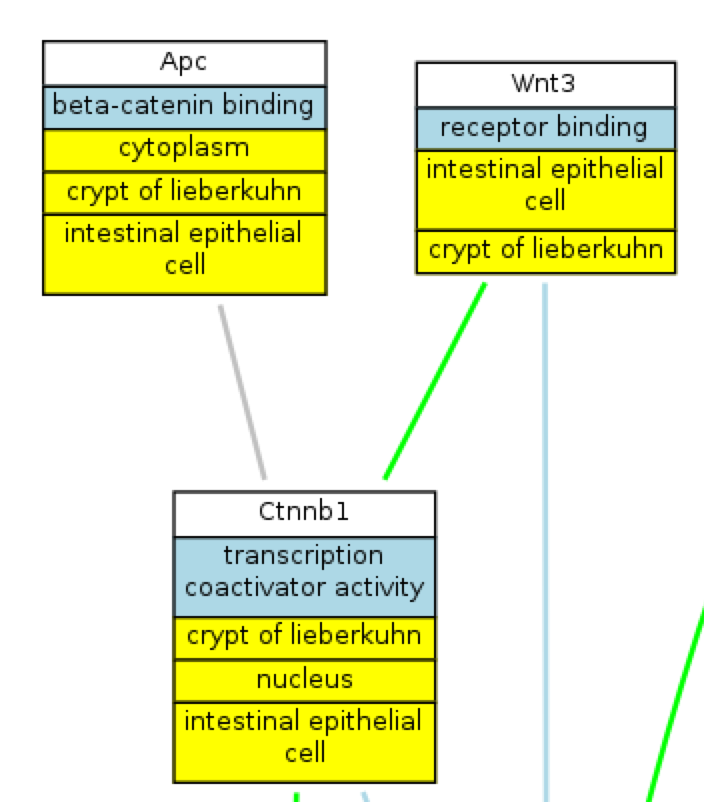 Apc
beta-catenin binding
cytoplasm
crypt of lieberkuhn
intestinal epithelial
cell
Wnt3
receptor binding
intestinal epithelial
cell
crypt of lieberkuhn
Ctnnb1
transcription
coactivator activity
crypt of lieberkuhn
nucleus
intestinal epithelial
cell